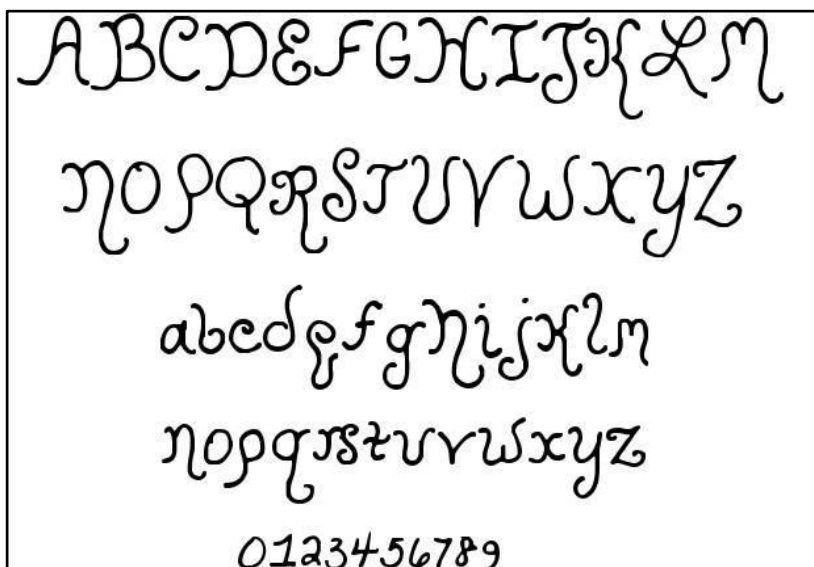 ABCDEFGHIJKLM
NOPQRSTUVWXYZ
abcdefghijklm
nopqrstuvwxyz
0123456789